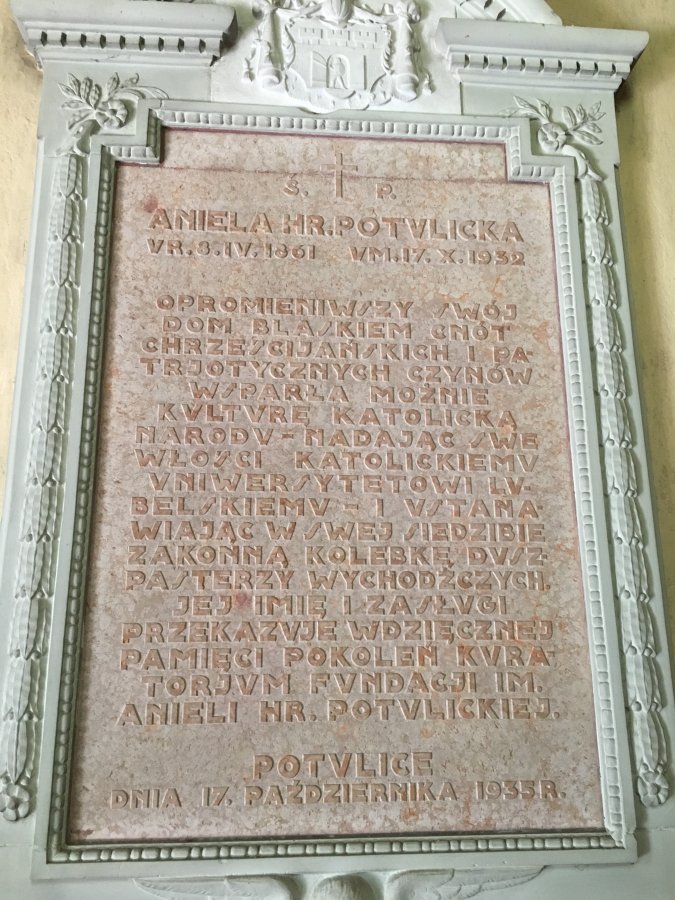 Ś. P.
ANIELA HR. POTVLICKA
VR. 8. IV. 1861 VM. 17. X. 1932
OPROMIENIWSZY SWÓJ
DOM BLASKIEM CNÓT
CHRZEŚCIJAŃSKICH I PA-
TRJOTYCZNYCH CZYNÓW
WSPARŁA MOŻNIE
KVLTVRĘ KATOLICKĄ
NARODV - NADAJĄC SWE
WŁOŚCI KATOLICKIEMV
VNIWERSYTETOWI LV-
BELSKIEMV - I VSTANA-
WIAJĄC W SWEJ SIEDZIBIE
ZAKONNĄ KOLEBKĘ DVSZ-
PASTERZY WYCHODŹCZYCH.
JEJ IMIĘ I ZASŁVGI
PRZEKAZVJE WDZIĘCZNEJ
PAMIĘCI POKOLEŃ KVRA-
TORJVM FVNDACJI IM.
ANIELI HR. POTVLICKIEJ.
POTVLICE
DNIA 17. PAŹDZIERNIKA 1935 R.